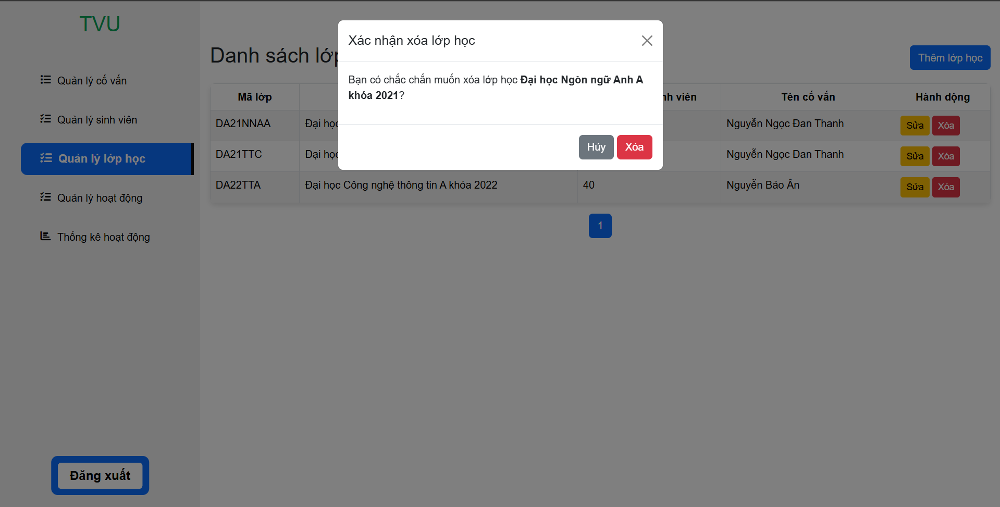 TVU
Quản lý cố vấn
Quản lý sinh viên
Quản lý lớp học
Quản lý hoạt động
Thống kê hoạt động
Đăng xuất
Danh sách
Thêm lớp học
Mã lớp
viên
Tên cố vấn
Hành động
DA21NNAA
Đại
Nguyễn Ngọc Đan Thanh
Sửa
Xóa
DA21TTC
Đại
Nguyễn Ngọc Đan Thanh
Sửa
Xóa
DA22TTA
Đại học Công nghệ thông tin A khóa 2022
40
Nguyễn Bảo Ân
Sửa
Xóa
1
Xác nhận xóa lớp học
Bạn có chắc chắn muốn xóa lớp học Đại học Ngôn ngữ Anh A
khóa 2021?
Hủy
Xóa